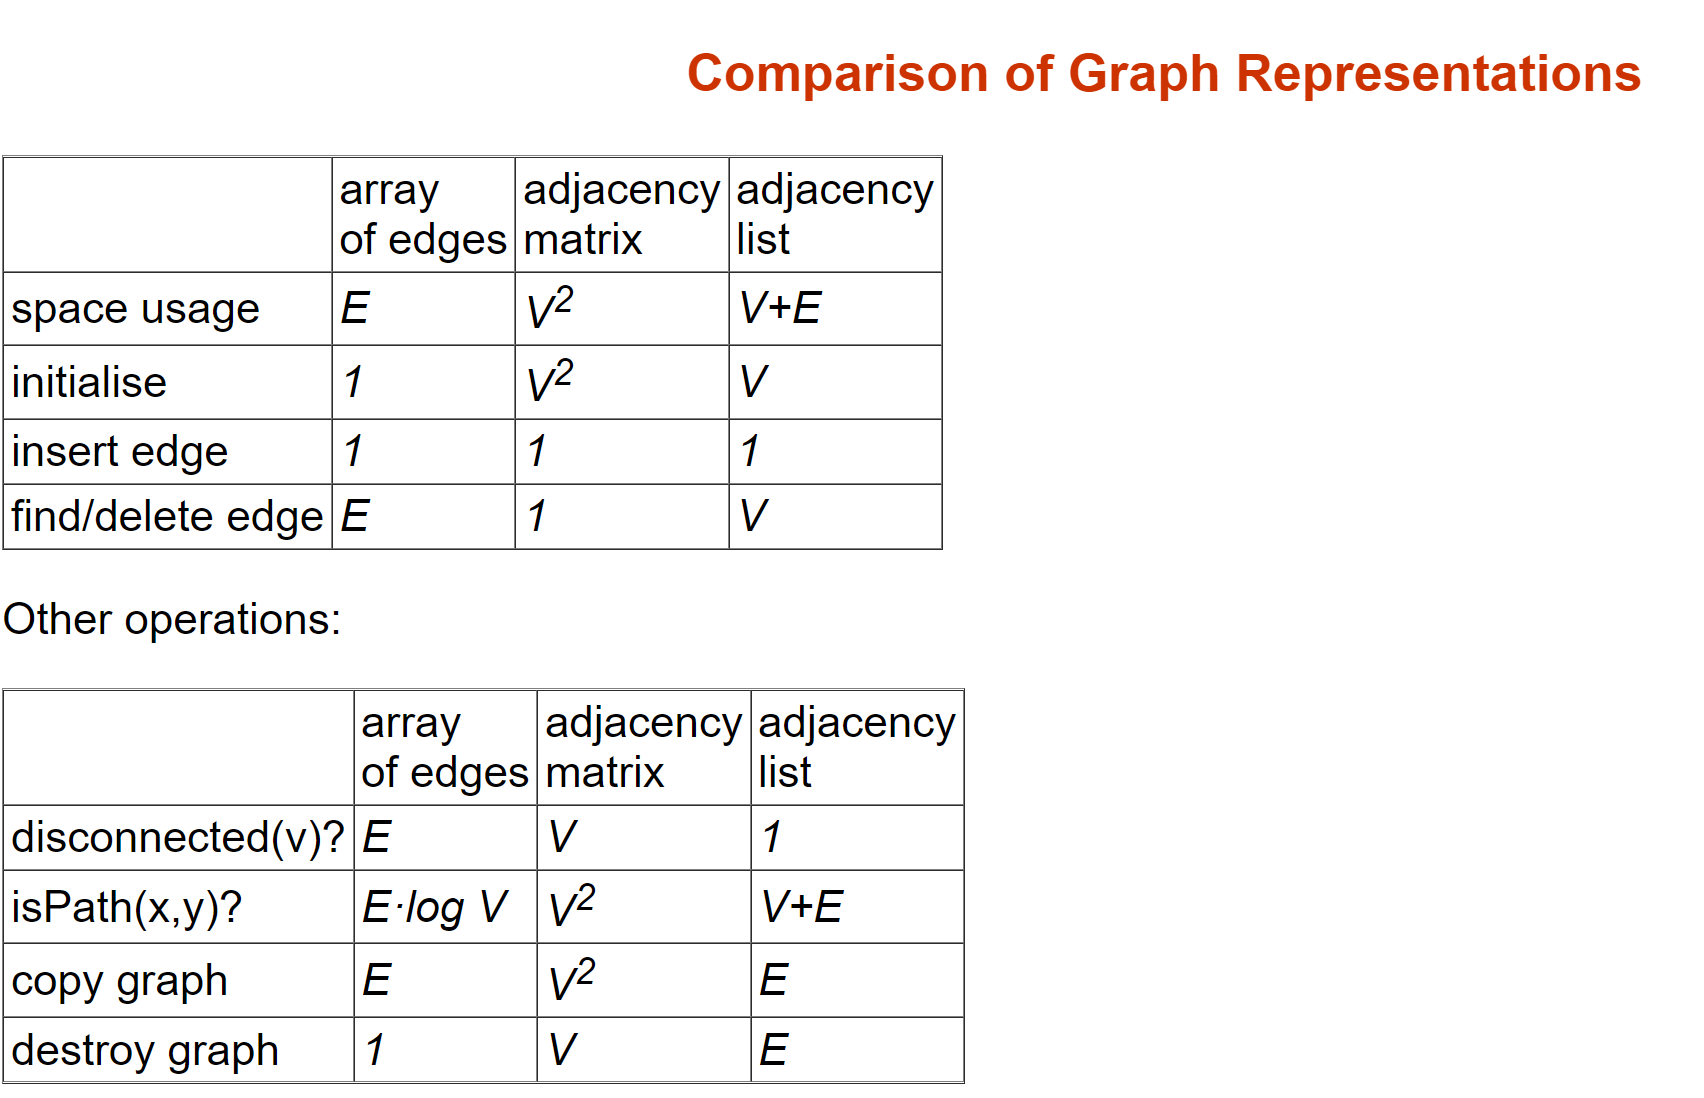 Comparison of Graph Representations
array of edges adjacency matrix adjacency list
space usage E V² V+E
initialise 1 V² V
insert edge 1 1 1
find/delete edge E 1 V
Other operations:
array of edges adjacency matrix adjacency list
disconnected(v)? E V 1
isPath(x,y)? E·log V V² V+E
copy graph E V² E
destroy graph 1 V E